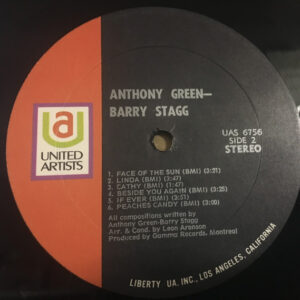 ANTHONY GREEN—
BARRY STAGG
UAS 6756
SIDE 2
STEREO
ua
UNITED
ARTISTS
1. FACE OF THE SUN (BMI) (3:21)
2. LINDA (BMI) (3:47)
3. CATHY (BMI) (1:47)
4. BESIDE YOU AGAIN (BMI) (3:25)
5. IF EVER (BMI) (3:51)
6. PEACHES CANDY (BMI) (3:00)
All compositions written by
Anthony Green-Barry Stagg
Arr. & Cond. by Leon Aronson
Produced by Gamma Records, Montreal
LIBERTY UA, INC., LOS ANGELES, CALIFORNIA